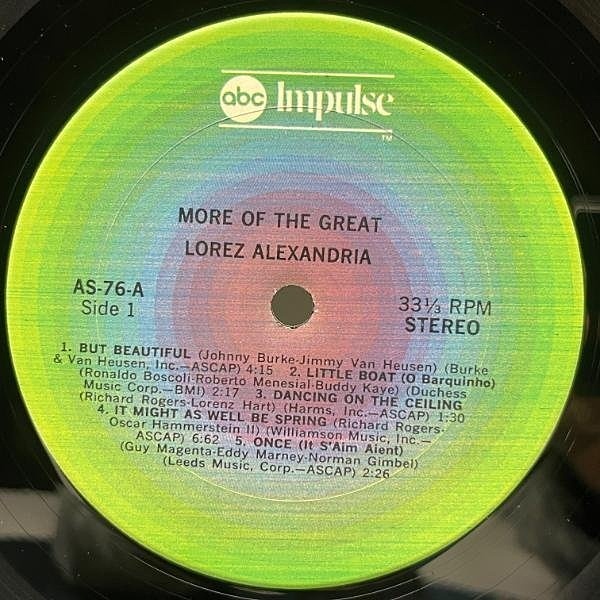 abc Impulse
TM
MORE OF THE GREAT
LOREZ ALEXANDRIA
AS-76-A
Side 1
33⅓ RPM
STEREO
1. BUT BEAUTIFUL (Johnny Burke-Jimmy Van Heusen) (Burke
& Van Heusen, Inc.—ASCAP) 4:15 2. LITTLE BOAT (O Barquinho)
(Ronaldo Boscoli-Roberto Menesial-Buddy Kaye) (Duchess
Music Corp.—BMI) 2:17 3. DANCING ON THE CEILING
(Richard Rogers-Lorenz Hart) (Harms, Inc.—ASCAP) 1:30
4. IT MIGHT AS WELL BE SPRING (Richard Rogers-
Oscar Hammerstein II) (Williamson Music, Inc.—
ASCAP) 6:62 5. ONCE (It S'Aim Aient)
(Guy Magenta-Eddy Marney-Norman Gimbel)
(Leeds Music, Corp.—ASCAP) 2:26